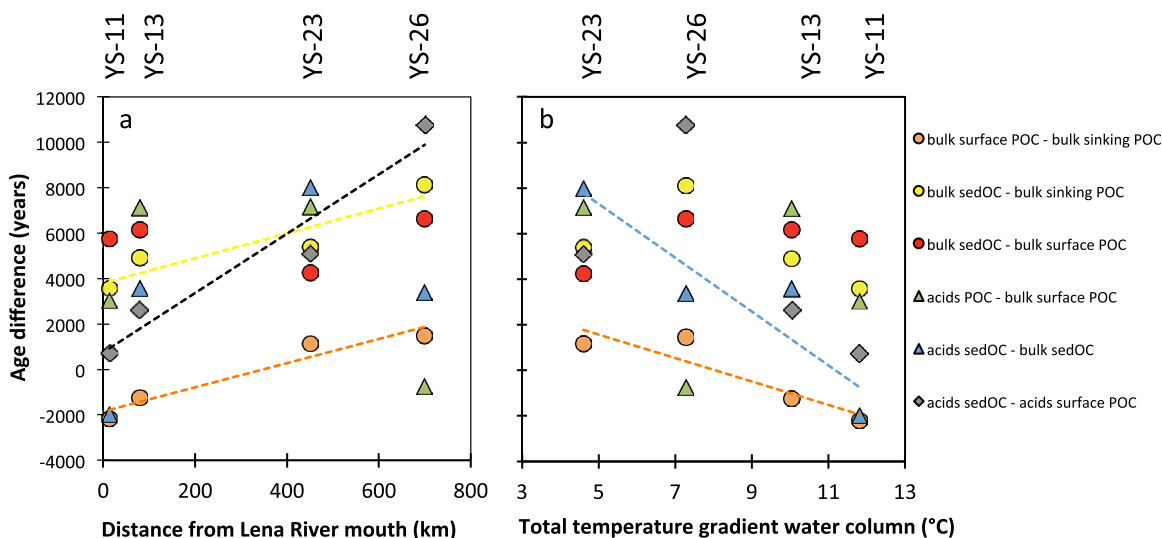 YS-11
YS-13
YS-23
YS-26
YS-23
YS-26
YS-13
YS-11
a
b
Age difference (years)
12000
10000
8000
6000
4000
2000
0
-2000
-4000
0 200 400 600 800
3 5 7 9 11 13
Distance from Lena River mouth (km)
Total temperature gradient water column (°C)
bulk surface POC - bulk sinking POC
bulk sedOC - bulk sinking POC
bulk sedOC - bulk surface POC
acids POC - bulk surface POC
acids sedOC - bulk sedOC
acids sedOC - acids surface POC